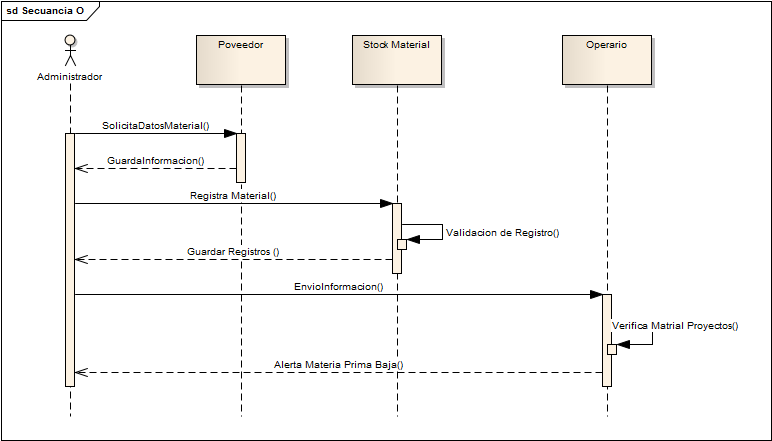 sd Secuancia O
Poveedor
Stock Material
Operario
Administrador
SolicitaDatosMaterial()
GuardaInformacion()
Registra Material()
Validacion de Registro()
Guardar Registros ()
EnvioInformacion()
Verifica Matrial Proyectos()
Alerta Materia Prima Baja()